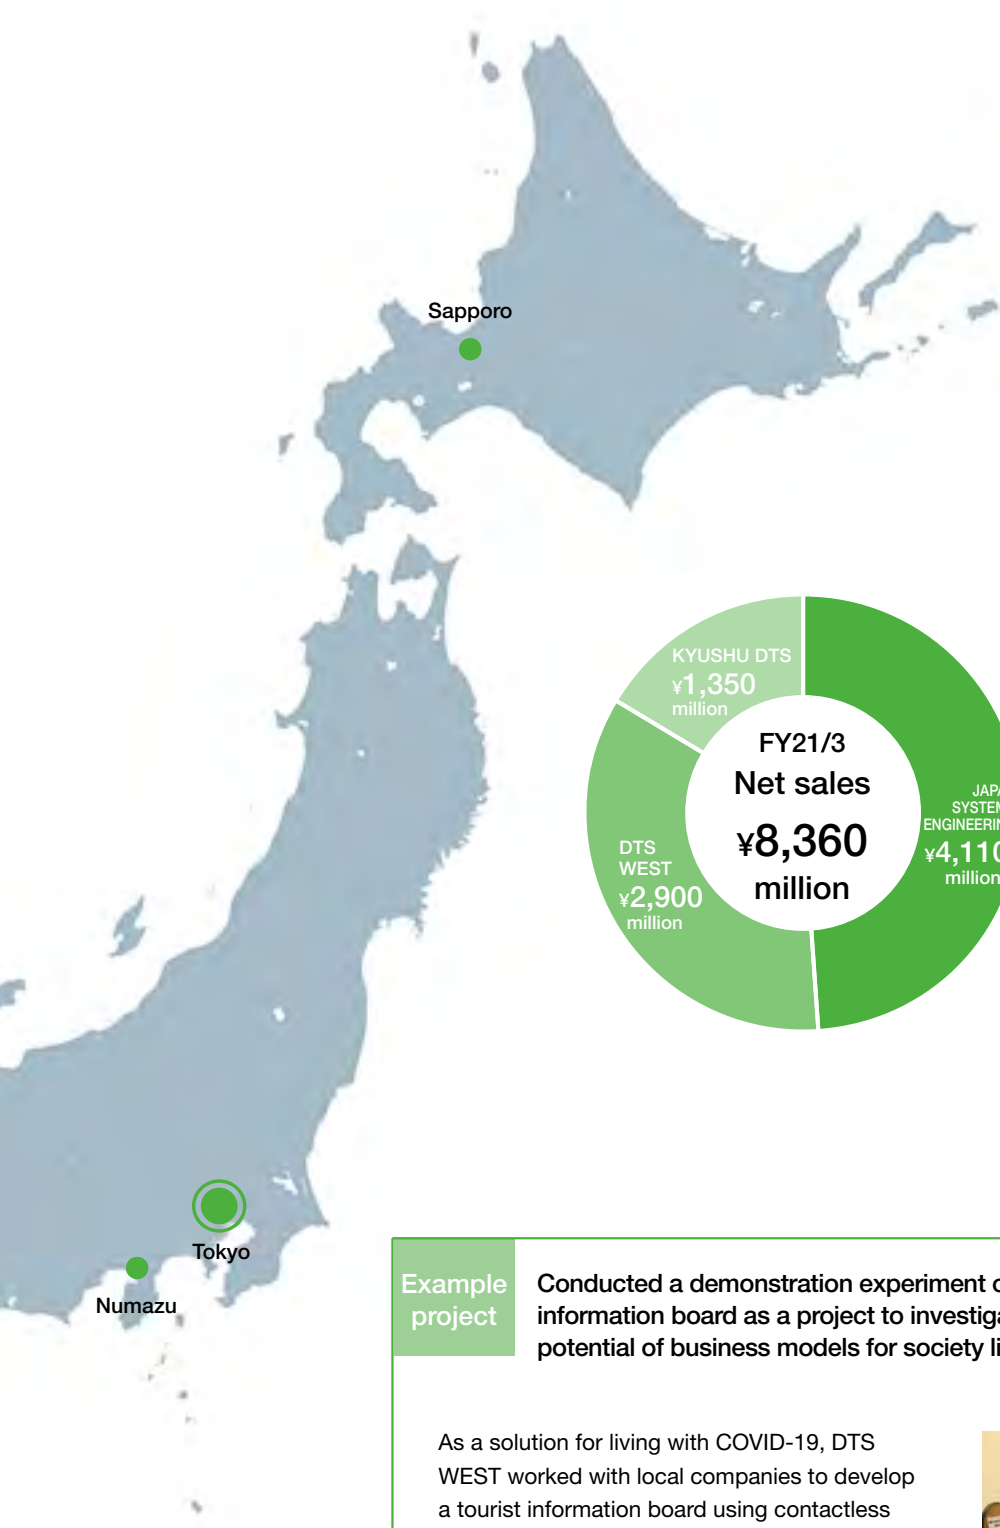 Sapporo
KYUSHU DTS
¥1,350
million
FY21/3
Net sales
¥8,360
million
SYSTEM
¥4,110
million
DTS
WEST
¥2,900
million
Tokyo
Numazu
Example
project
Conducted a demonstration experiment
information board as a project to
potential of business models for society
As a solution for living with COVID-19, DTS
WEST worked with local companies to develop
a tourist information board using contactless